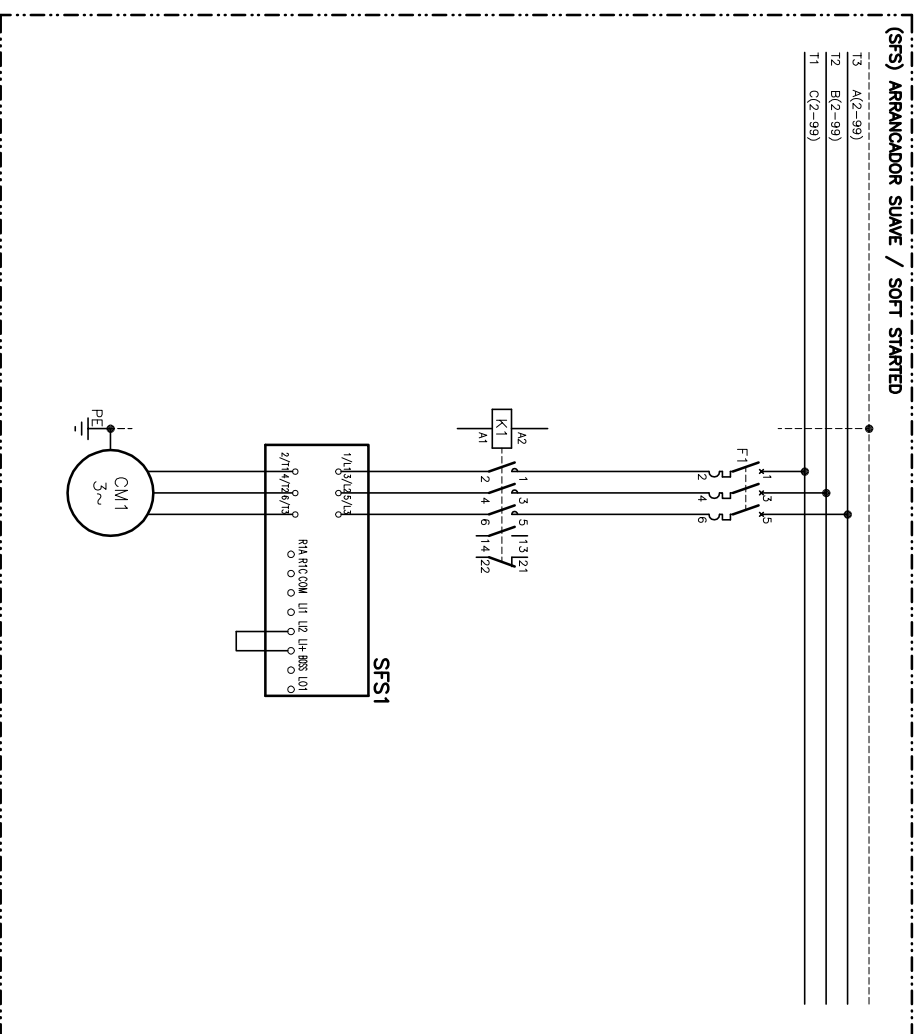 (SFS) ARRANCADOR SUAVE / SOFT STARTED
T3 A(2-99)
T2 B(2-99)
T1 C(2-99)
F1
1 3 5
2 4 6
K1
A2
A1
1 3 5 13 21
2 4 6 14 22
SFS1
1/L1 3/L2 5/L3
2/T1 4/T2 6/T3
R1A R1C COM LI1 LI2 LI+ BOSS LO1
PE
CM1
3~